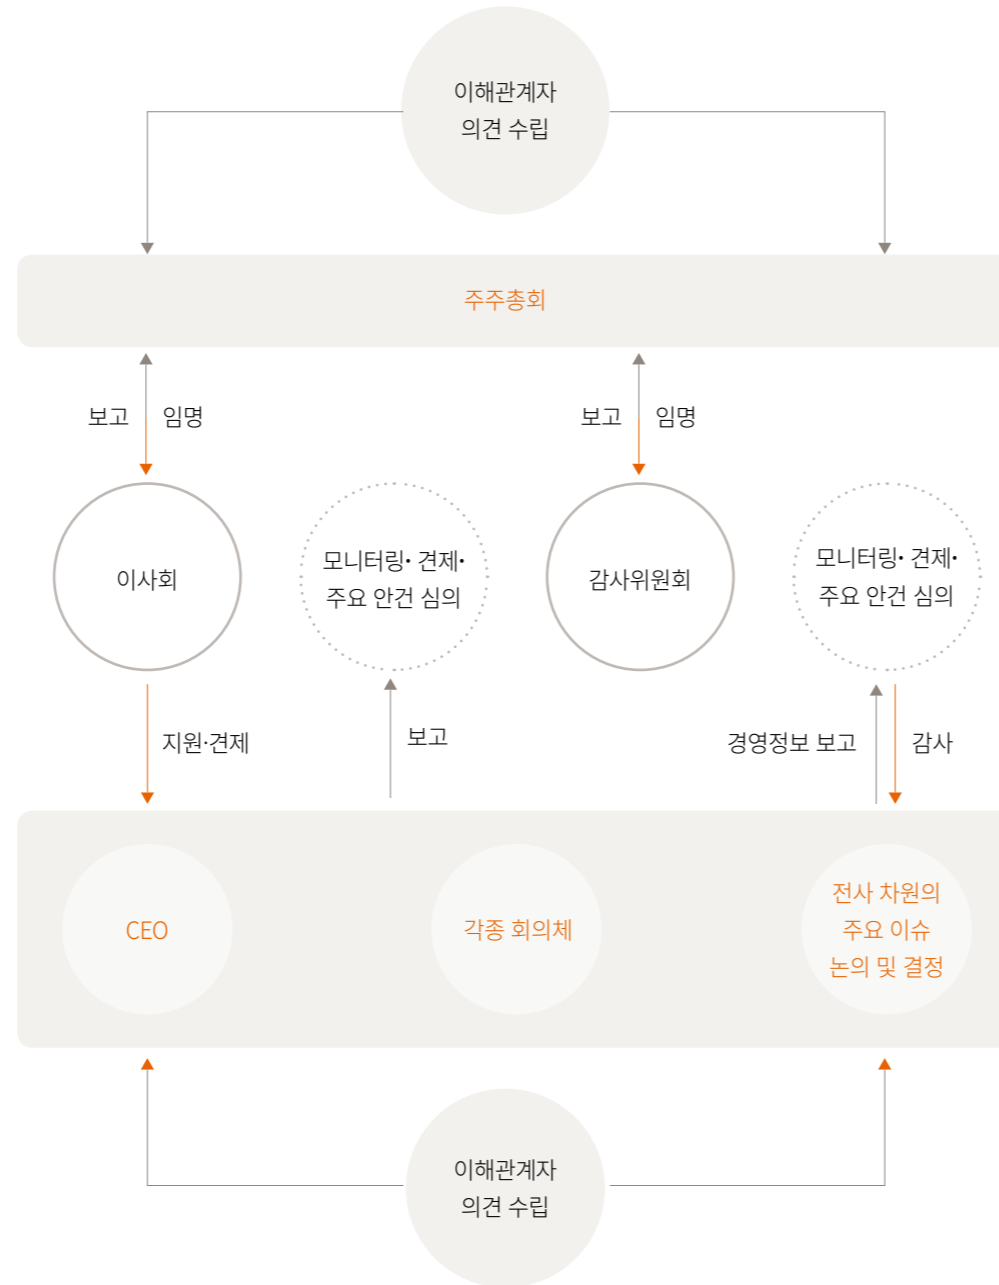 이해관계자
의견 수립
주주총회
보고
임명
보고
임명
이사회
모니터링• 견제•
주요 안건 심의
감사위원회
모니터링• 견제•
주요 안건 심의
지원·견제
보고
경영정보 보고
감사
CEO
각종 회의체
전사 차원의
주요 이슈
논의 및 결정
이해관계자
의견 수립